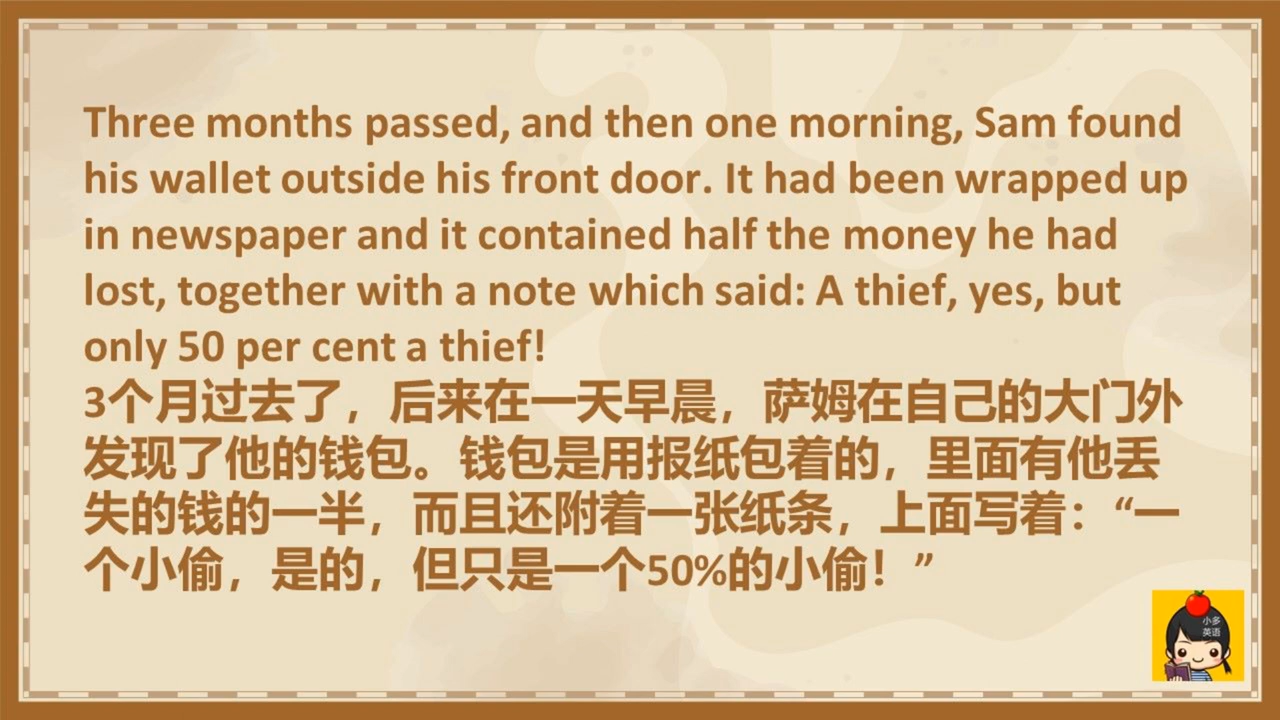 Three months passed, and then one morning, Sam found
his wallet outside his front door. It had been wrapped up
in newspaper and it contained half the money he had
lost, together with a note which said: A thief, yes, but
only 50 per cent a thief!
3个月过去了，后来在一天早晨，萨姆在自己的大门外
发现了他的钱包。钱包是用报纸包着的，里面有他丢
失的钱的一半，而且还附着一张纸条，上面写着：“一
个小偷，是的，但只是一个50%的小偷！”
小多
英语